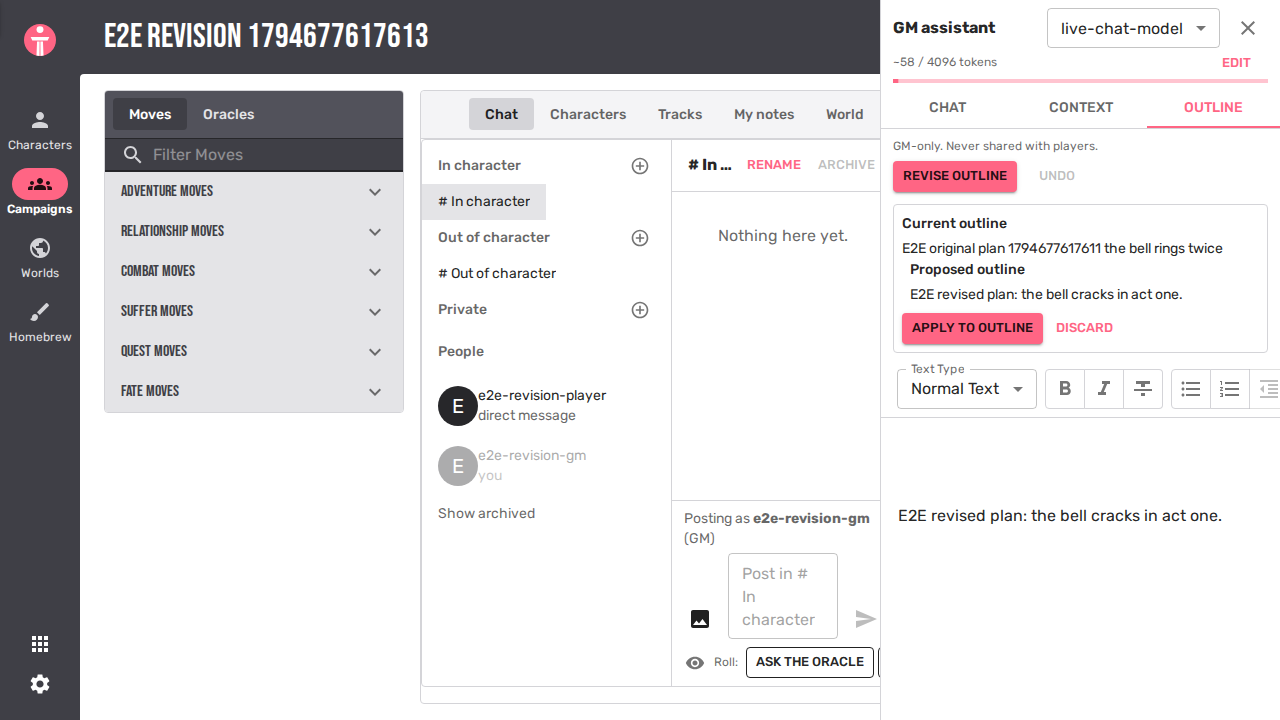 E2E REVISION 1794677617613
Characters
Campaigns
Worlds
Homebrew
Moves
Oracles
Filter Moves
ADVENTURE MOVES
RELATIONSHIP MOVES
COMBAT MOVES
SUFFER MOVES
QUEST MOVES
FATE MOVES
Chat
Characters
Tracks
My notes
World
In character
# In character
Out of character
# Out of character
Private
People
E
e2e-revision-player
direct message
E
e2e-revision-gm
you
Show archived
# In ...
RENAME
ARCHIVE
Nothing here yet.
Posting as e2e-revision-gm
(GM)
Post in #
In
character
Roll:
ASK THE ORACLE
GM assistant
live-chat-model
~58 / 4096 tokens
EDIT
CHAT
CONTEXT
OUTLINE
GM-only. Never shared with players.
REVISE OUTLINE
UNDO
Current outline
E2E original plan 1794677617611 the bell rings twice
Proposed outline
E2E revised plan: the bell cracks in act one.
APPLY TO OUTLINE
DISCARD
Text Type
Normal Text
B
I
S
E2E revised plan: the bell cracks in act one.